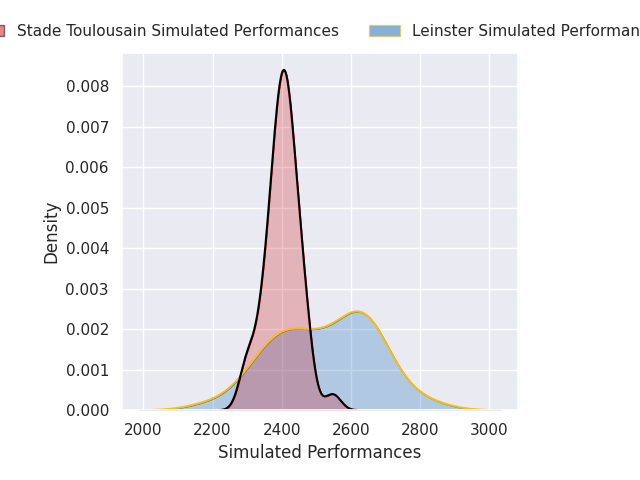 Stade Toulousain Simulated Performances
Leinster Simulated Performan
0.008
0.007
0.006
0.005
0.004
0.003
0.002
0.001
0.000
Density
2000 2200 2400 2600 2800 3000
Simulated Performances